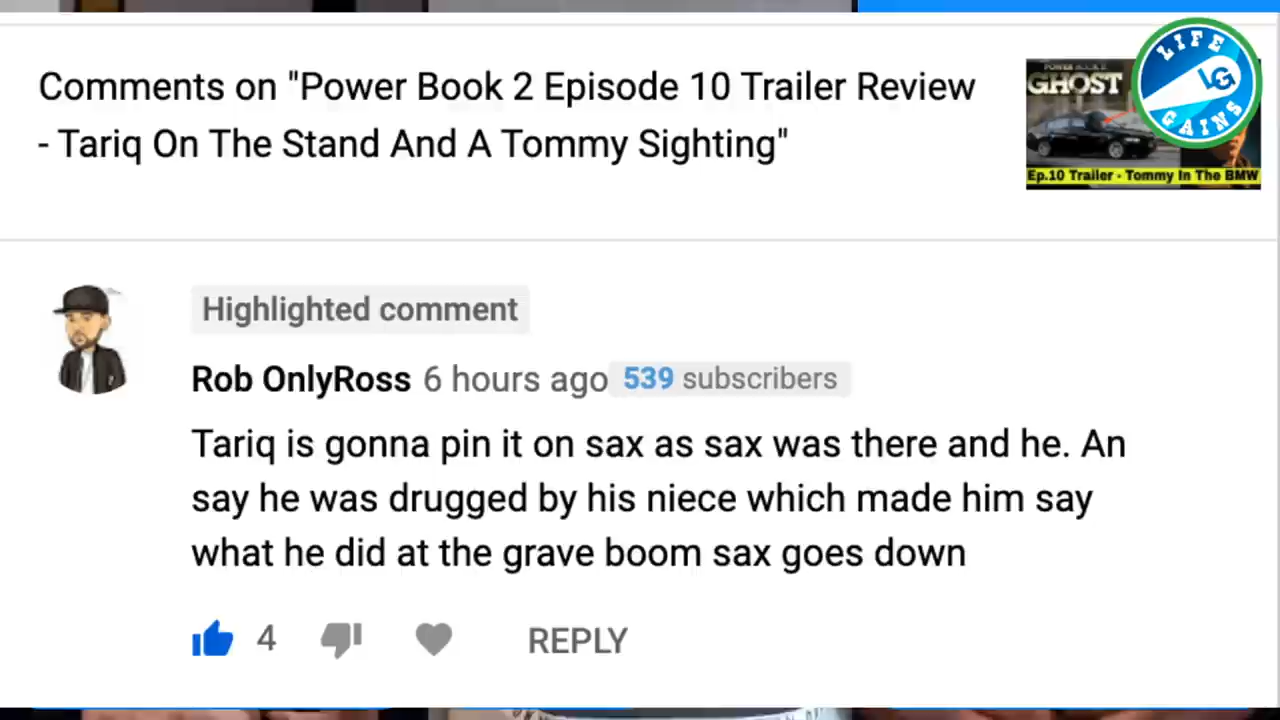 Comments on "Power Book 2 Episode 10 Trailer Review
- Tariq On The Stand And A Tommy Sighting"
GHOST
Ep.10 Trailer - Tommy In The BMW
LIFE
LG
GAINS
Highlighted comment
Rob OnlyRoss 6 hours ago 539 subscribers
Tariq is gonna pin it on sax as sax was there and he. An
say he was drugged by his niece which made him say
what he did at the grave boom sax goes down
4 REPLY